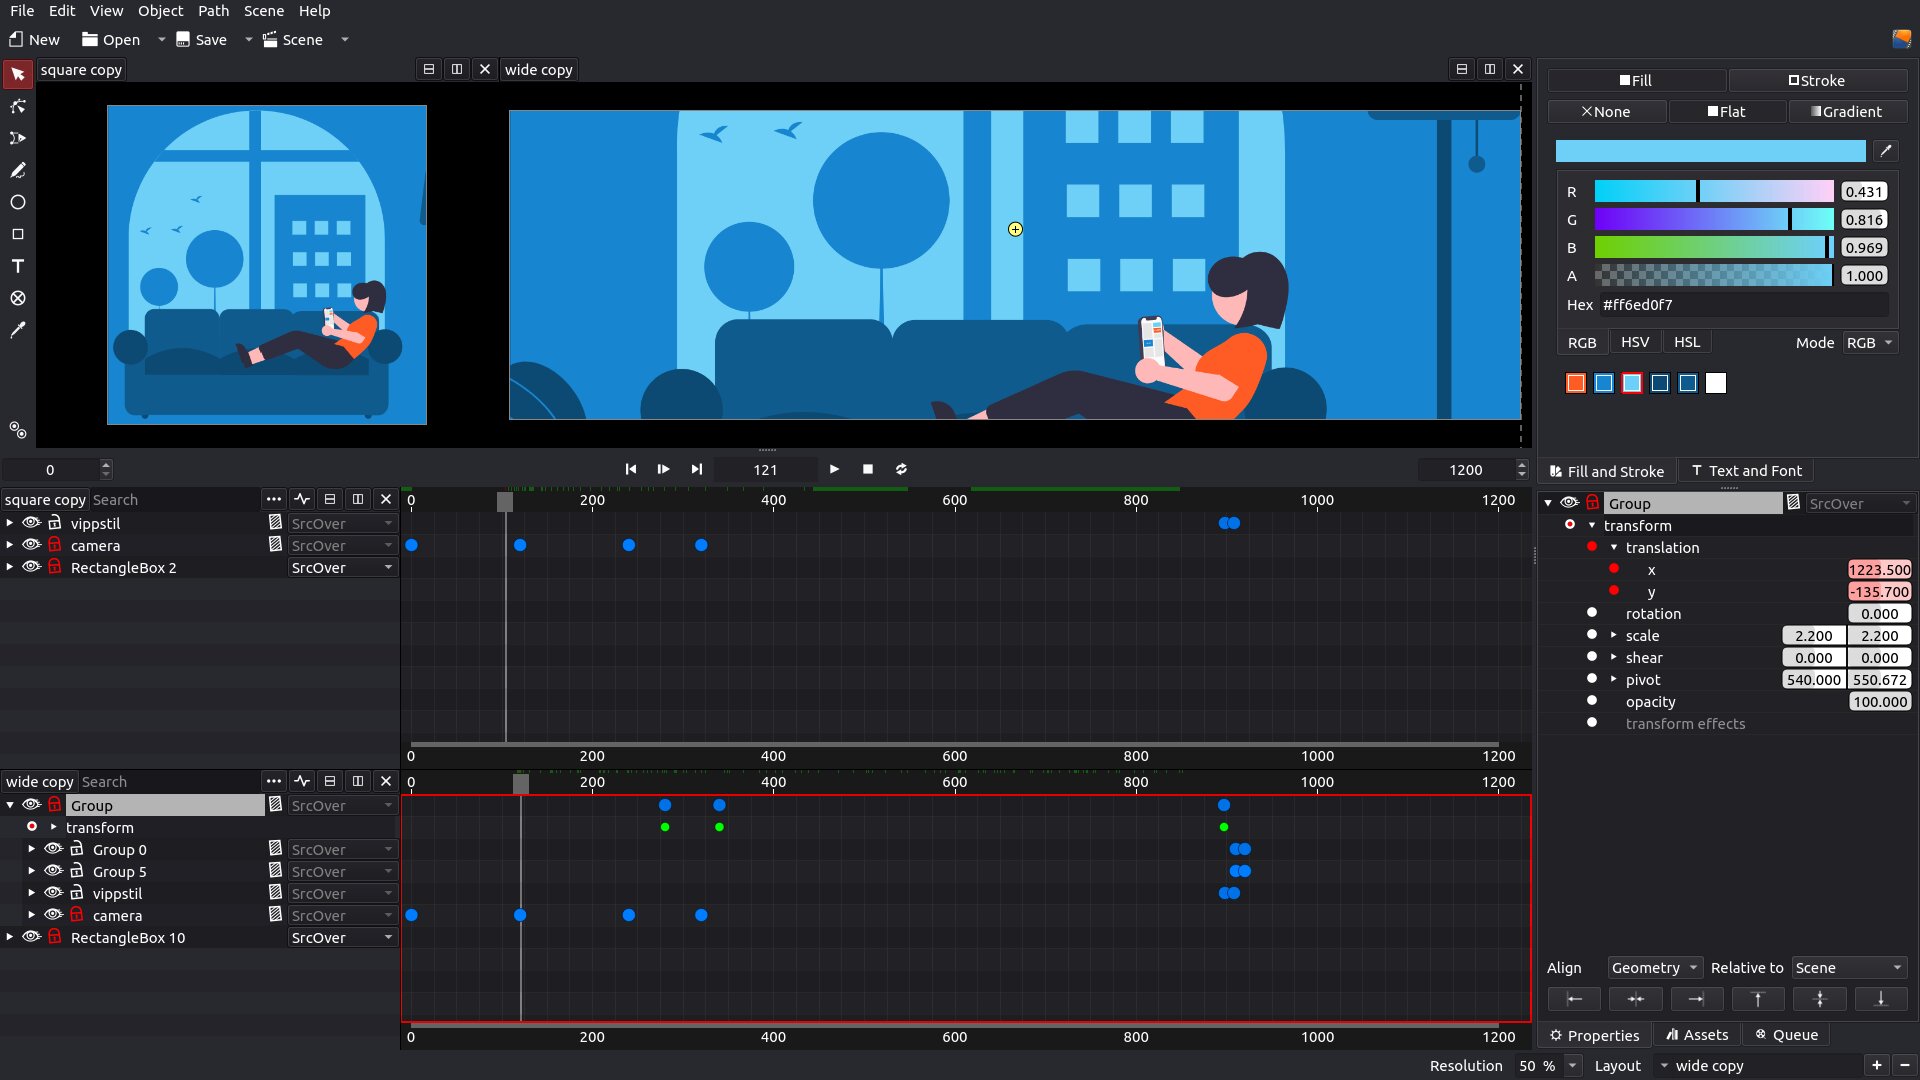 File Edit View Object Path Scene Help
New Open Save Scene
square copy
wide copy
Fill Stroke
None Flat Gradient
R 0.431
G 0.816
B 0.969
A 1.000
Hex #ff6ed0f7
RGB HSV HSL Mode RGB
0 121 1200
Fill and Stroke Text and Font
square copy Search
0 200 400 600 800 1000 1200
vippstil SrcOver
camera SrcOver
RectangleBox 2 SrcOver
0 200 400 600 800 1000 1200
wide copy Search
0 200 400 600 800 1000 1200
Group SrcOver
transform
Group 0 SrcOver
Group 5 SrcOver
vippstil SrcOver
camera SrcOver
RectangleBox 10 SrcOver
0 200 400 600 800 1000 1200
Group SrcOver
transform
translation
x 1223.500
y -135.700
rotation 0.000
scale 2.200 2.200
shear 0.000 0.000
pivot 540.000 550.672
opacity 100.000
transform effects
Align Geometry Relative to Scene
Properties Assets Queue
Resolution 50 % Layout wide copy